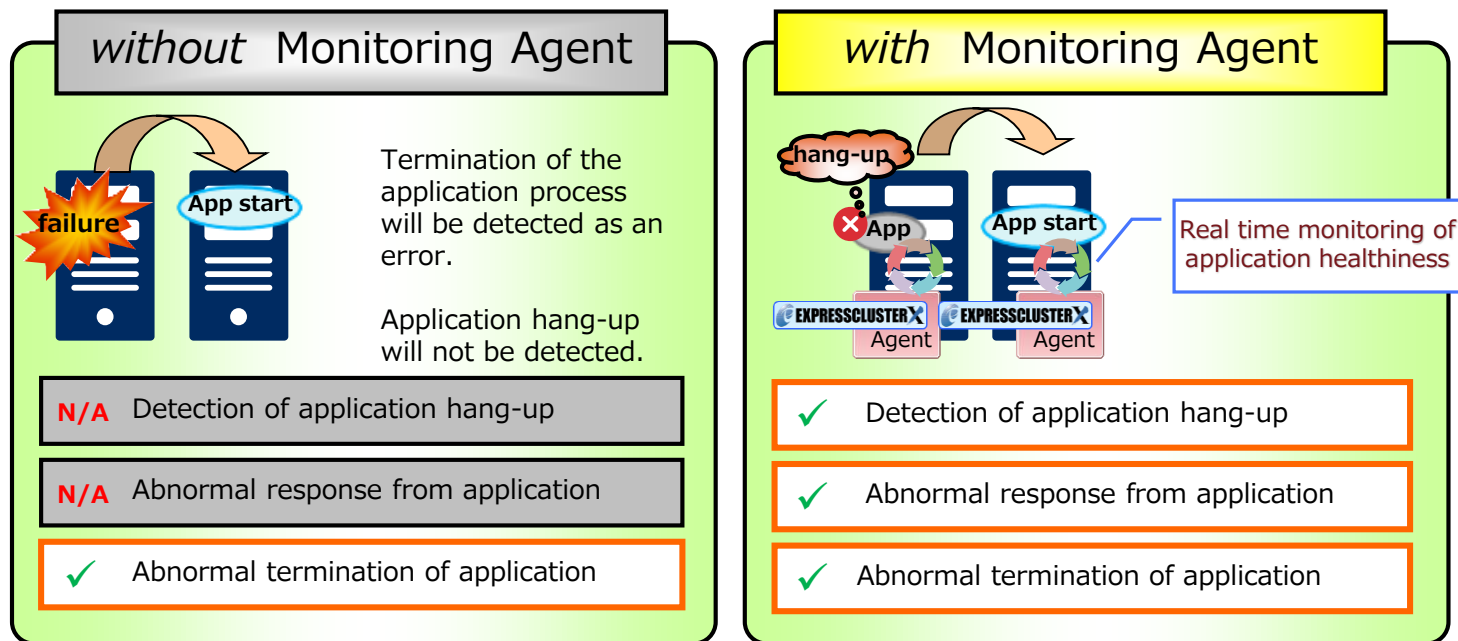 without Monitoring Agent
failure
App start
Termination of the
application process
will be detected as an
error.
Application hang-up
will not be detected.
N/A Detection of application hang-up
N/A Abnormal response from application
✓ Abnormal termination of application
with Monitoring Agent
hang-up
App
App start
Real time monitoring of
application healthiness
EXPRESSCLUSTER X
Agent
EXPRESSCLUSTER X
Agent
✓ Detection of application hang-up
✓ Abnormal response from application
✓ Abnormal termination of application